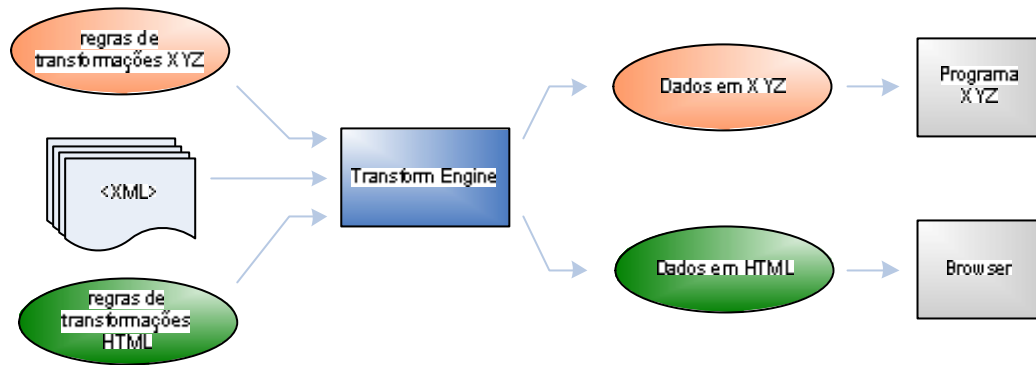 regras de
transformações XYZ
<XML>
regras de
transformações
HTML
Transform Engine
Dados em XYZ
Programa
XYZ
Dados em HTML
Browser